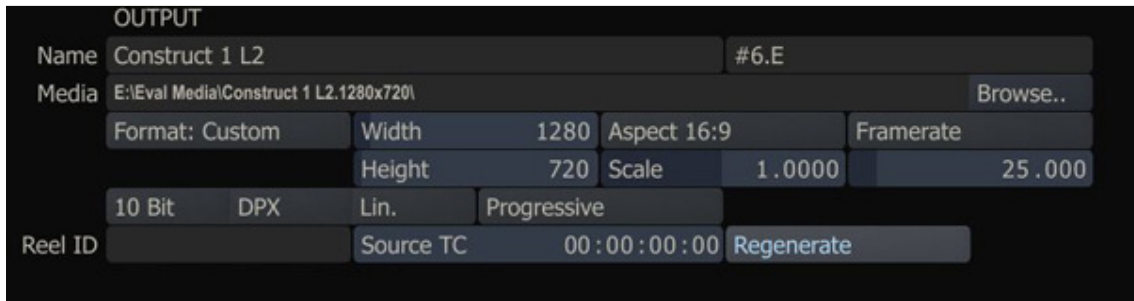 OUTPUT
Name Construct 1 L2 #6.E
Media E:\Eval Media\Construct 1 L2.1280x720\ Browse..
Format: Custom Width 1280 Aspect 16:9 Framerate
Height 720 Scale 1.0000 25.000
10 Bit DPX Lin. Progressive
Reel ID Source TC 00:00:00:00 Regenerate